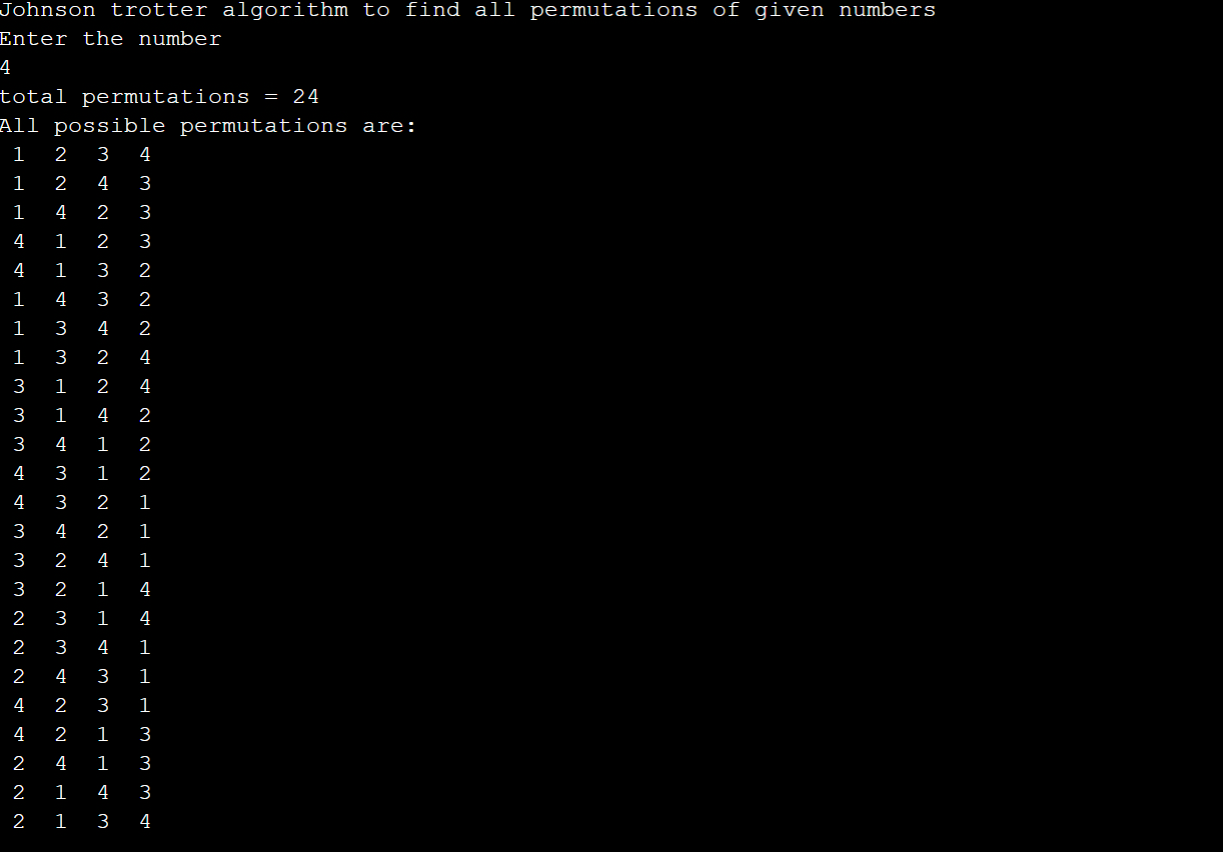 Johnson trotter algorithm to find all permutations of given numbers
Enter the number
4
total permutations = 24
All possible permutations are:
1 2 3 4
1 2 4 3
1 4 2 3
4 1 2 3
4 1 3 2
1 4 3 2
1 3 4 2
1 3 2 4
3 1 2 4
3 1 4 2
3 4 1 2
4 3 1 2
4 3 2 1
3 4 2 1
3 2 4 1
3 2 1 4
2 3 1 4
2 3 4 1
2 4 3 1
4 2 3 1
4 2 1 3
2 4 1 3
2 1 4 3
2 1 3 4